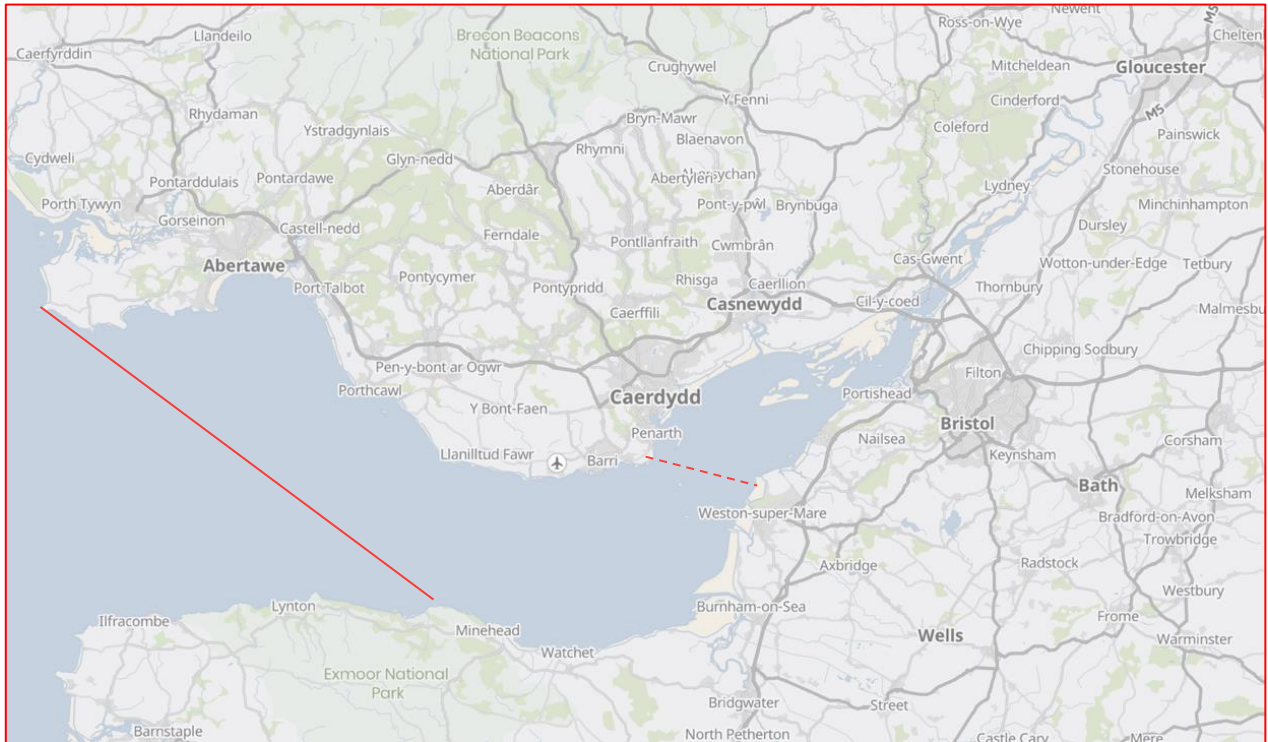 Newent
Ross-on-Wye
M5
Llandeilo
Brecon Beacons
National Park
Chelten
Caerfyrddin
Crughywel
Mitcheldean
Gloucester
Y Fenni
Cinderford
M5
Rhydaman
Bryn-Mawr
Ystradgynlais
Blaenavon
Coleford
Painswick
Rhymni
Cydweli
Glyn-nedd
Stonehouse
Pontarddulais
Pontardawe
Abertyleri
Aberdâr
Lydney
Porth Tywyn
Pont-y-pŵl
Brynbuga
Minchinhampton
Gorseinon
Castell-nedd
Ferndale
Pontllanfraith
Cwmbrân
Dursley
Abertawe
Cas-Gwent
Wotton-under-Edge
Tetbury
Port Talbot
Pontycymer
Pontypridd
Rhisga
Caerllion
Thornbury
Caerffili
Casnewydd
Cil-y-coed
Malmesbu
Pen-y-bont ar Ogwr
Chipping Sodbury
Filton
Porthcawl
Caerdydd
Portishead
Y Bont-Faen
Bristol
Penarth
Nailsea
Corsham
Llanilltud Fawr
Barri
Keynsham
Bath
Melksham
Weston-super-Mare
Bradford-on-Avon
Trowbridge
Axbridge
Radstock
Westbury
Lynton
Burnham-on-Sea
Ilfracombe
Frome
Minehead
Wells
Warminster
Watchet
Exmoor National
Park
Bridgwater
Street
Barnstaple
North Petherton
Castle Cary
Mere